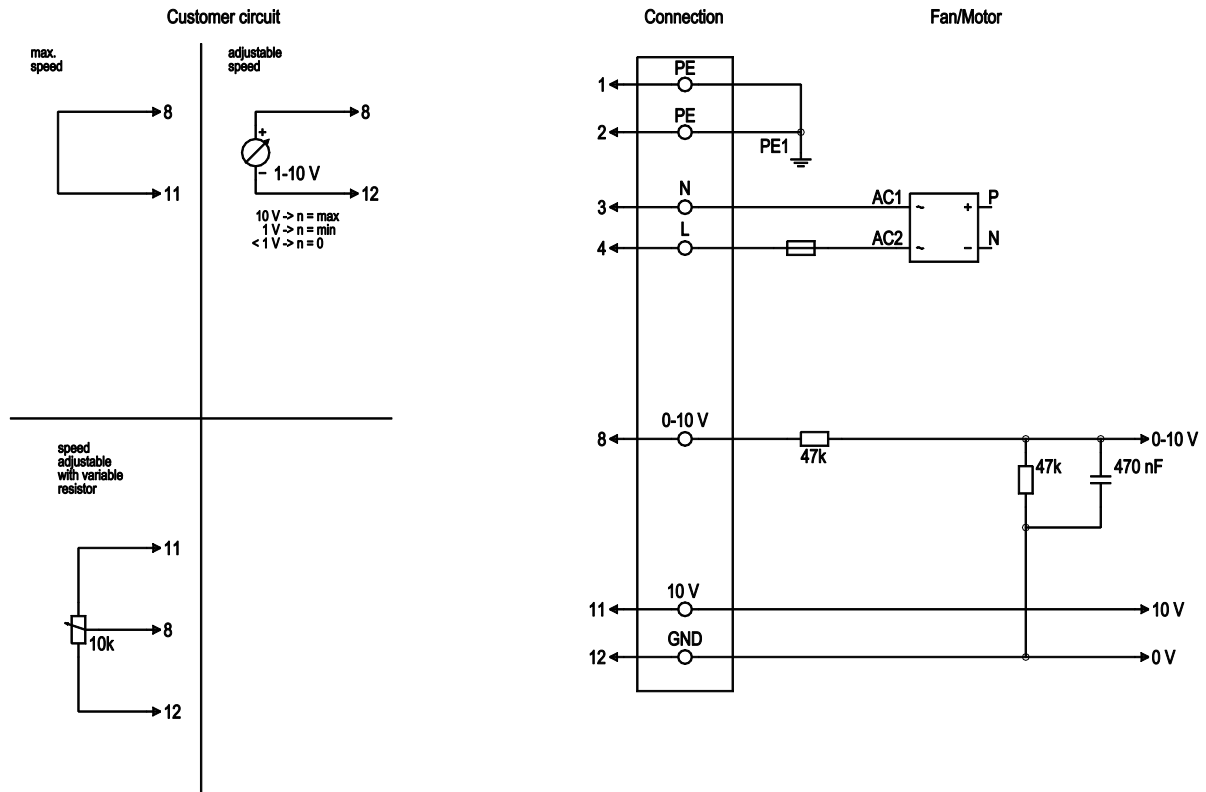 Customer circuit
Connection
Fan/Motor
max.
speed
8
11
adjustable
speed
8
+
–
1-10 V
12
10 V -> n = max
1 V -> n = min
< 1 V -> n = 0
speed
adjustable
with variable
resistor
11
8
10k
12
1
PE
2
PE
PE1
3
N
AC1
~
+
P
4
L
AC2
~
–
N
8
0-10 V
47k
0-10 V
47k
470 nF
11
10 V
10 V
12
GND
0 V